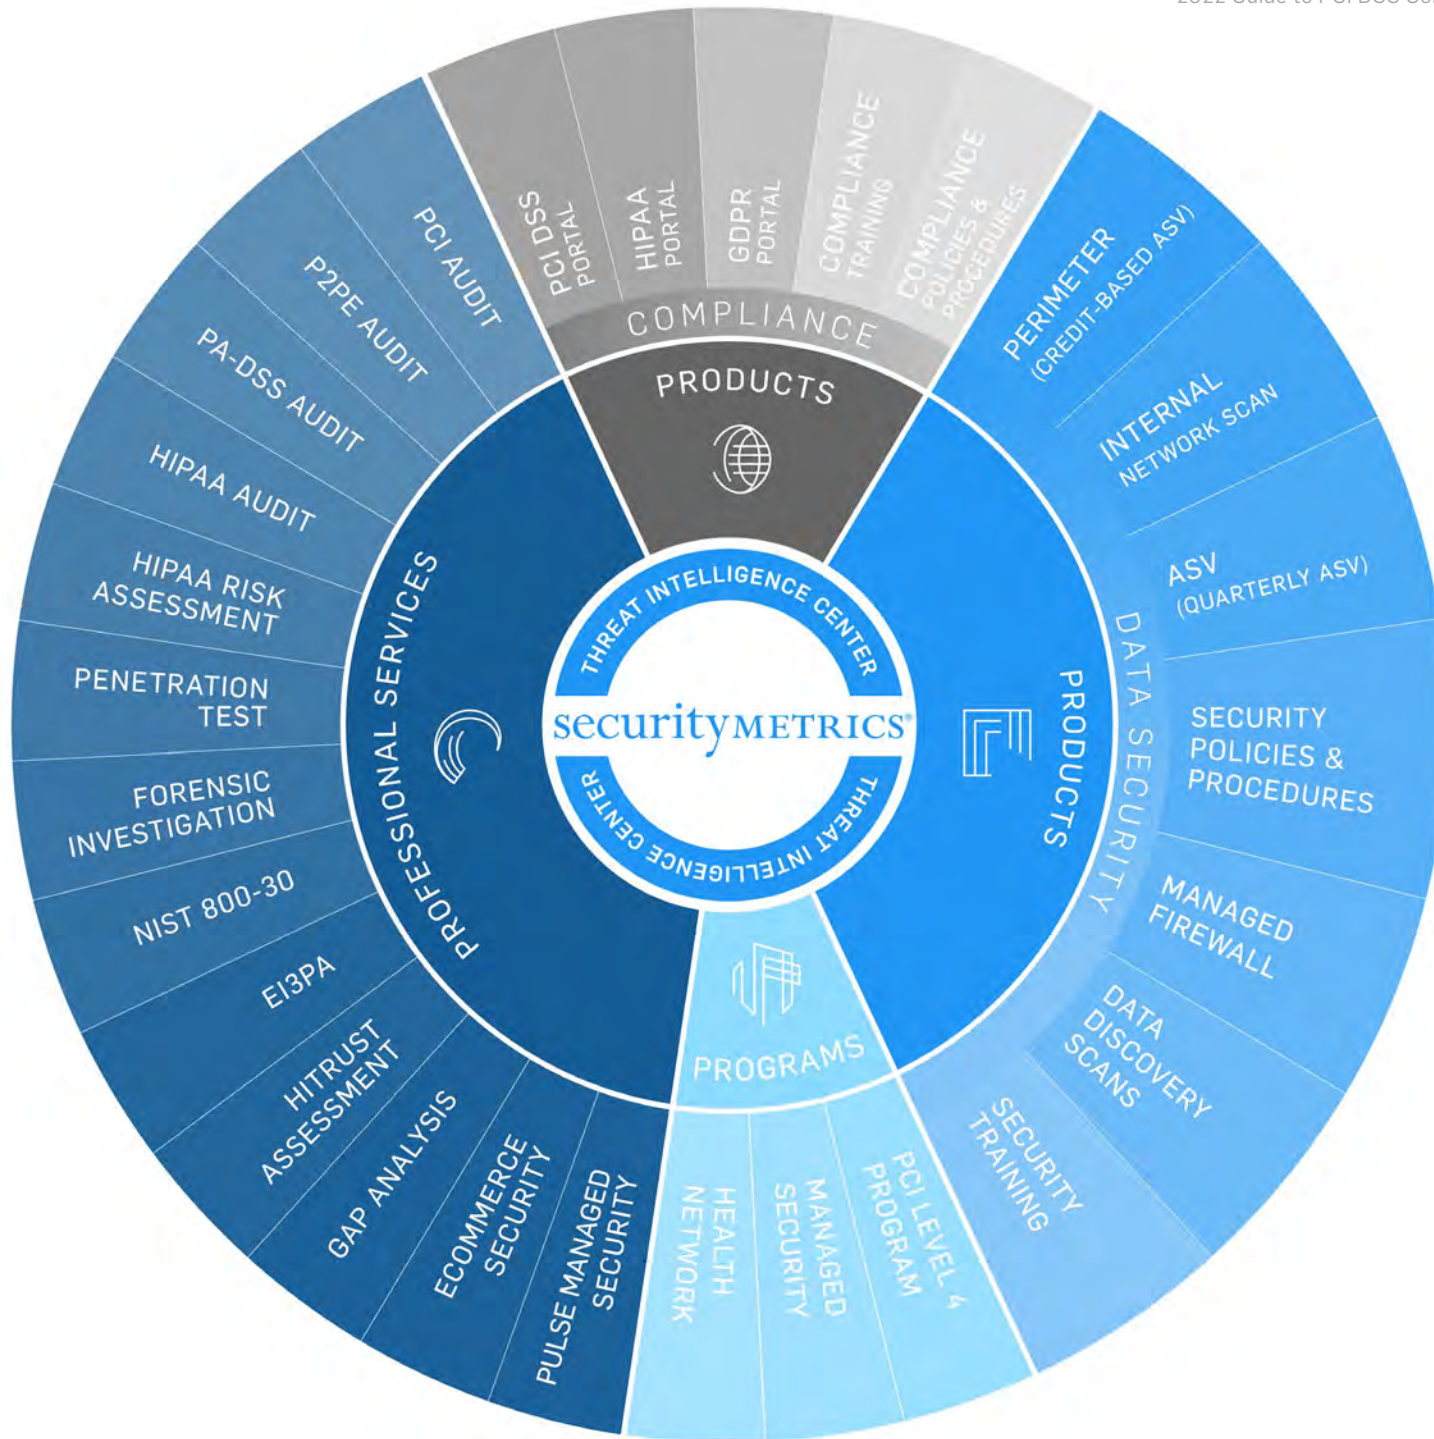 PCI DSS
PORTAL
HIPAA
PORTAL
GDPR
PORTAL
COMPLIANCE
TRAINING
COMPLIANCE
POLICIES &
PROCEDURES
COMPLIANCE
PRODUCTS
PERIMETER
(CREDIT-BASED ASV)
INTERNAL
NETWORK SCAN
ASV
(QUARTERLY ASV)
SECURITY
POLICIES &
PROCEDURES
MANAGED
FIREWALL
DATA
DISCOVERY
SCANS
SECURITY
TRAINING
DATA SECURITY
PRODUCTS
PCI LEVEL 4
PROGRAM
MANAGED
SECURITY
HEALTH
NETWORK
PROGRAMS
PULSE MANAGED
SECURITY
ECOMMERCE
SECURITY
GAP ANALYSIS
HITRUST
ASSESSMENT
EI3PA
NIST 800-30
FORENSIC
INVESTIGATION
PENETRATION
TEST
HIPAA RISK
ASSESSMENT
HIPAA AUDIT
PA-DSS AUDIT
P2PE AUDIT
PCI AUDIT
PROFESSIONAL SERVICES
THREAT INTELLIGENCE CENTER
securityMETRICS®
THREAT INTELLIGENCE CENTER